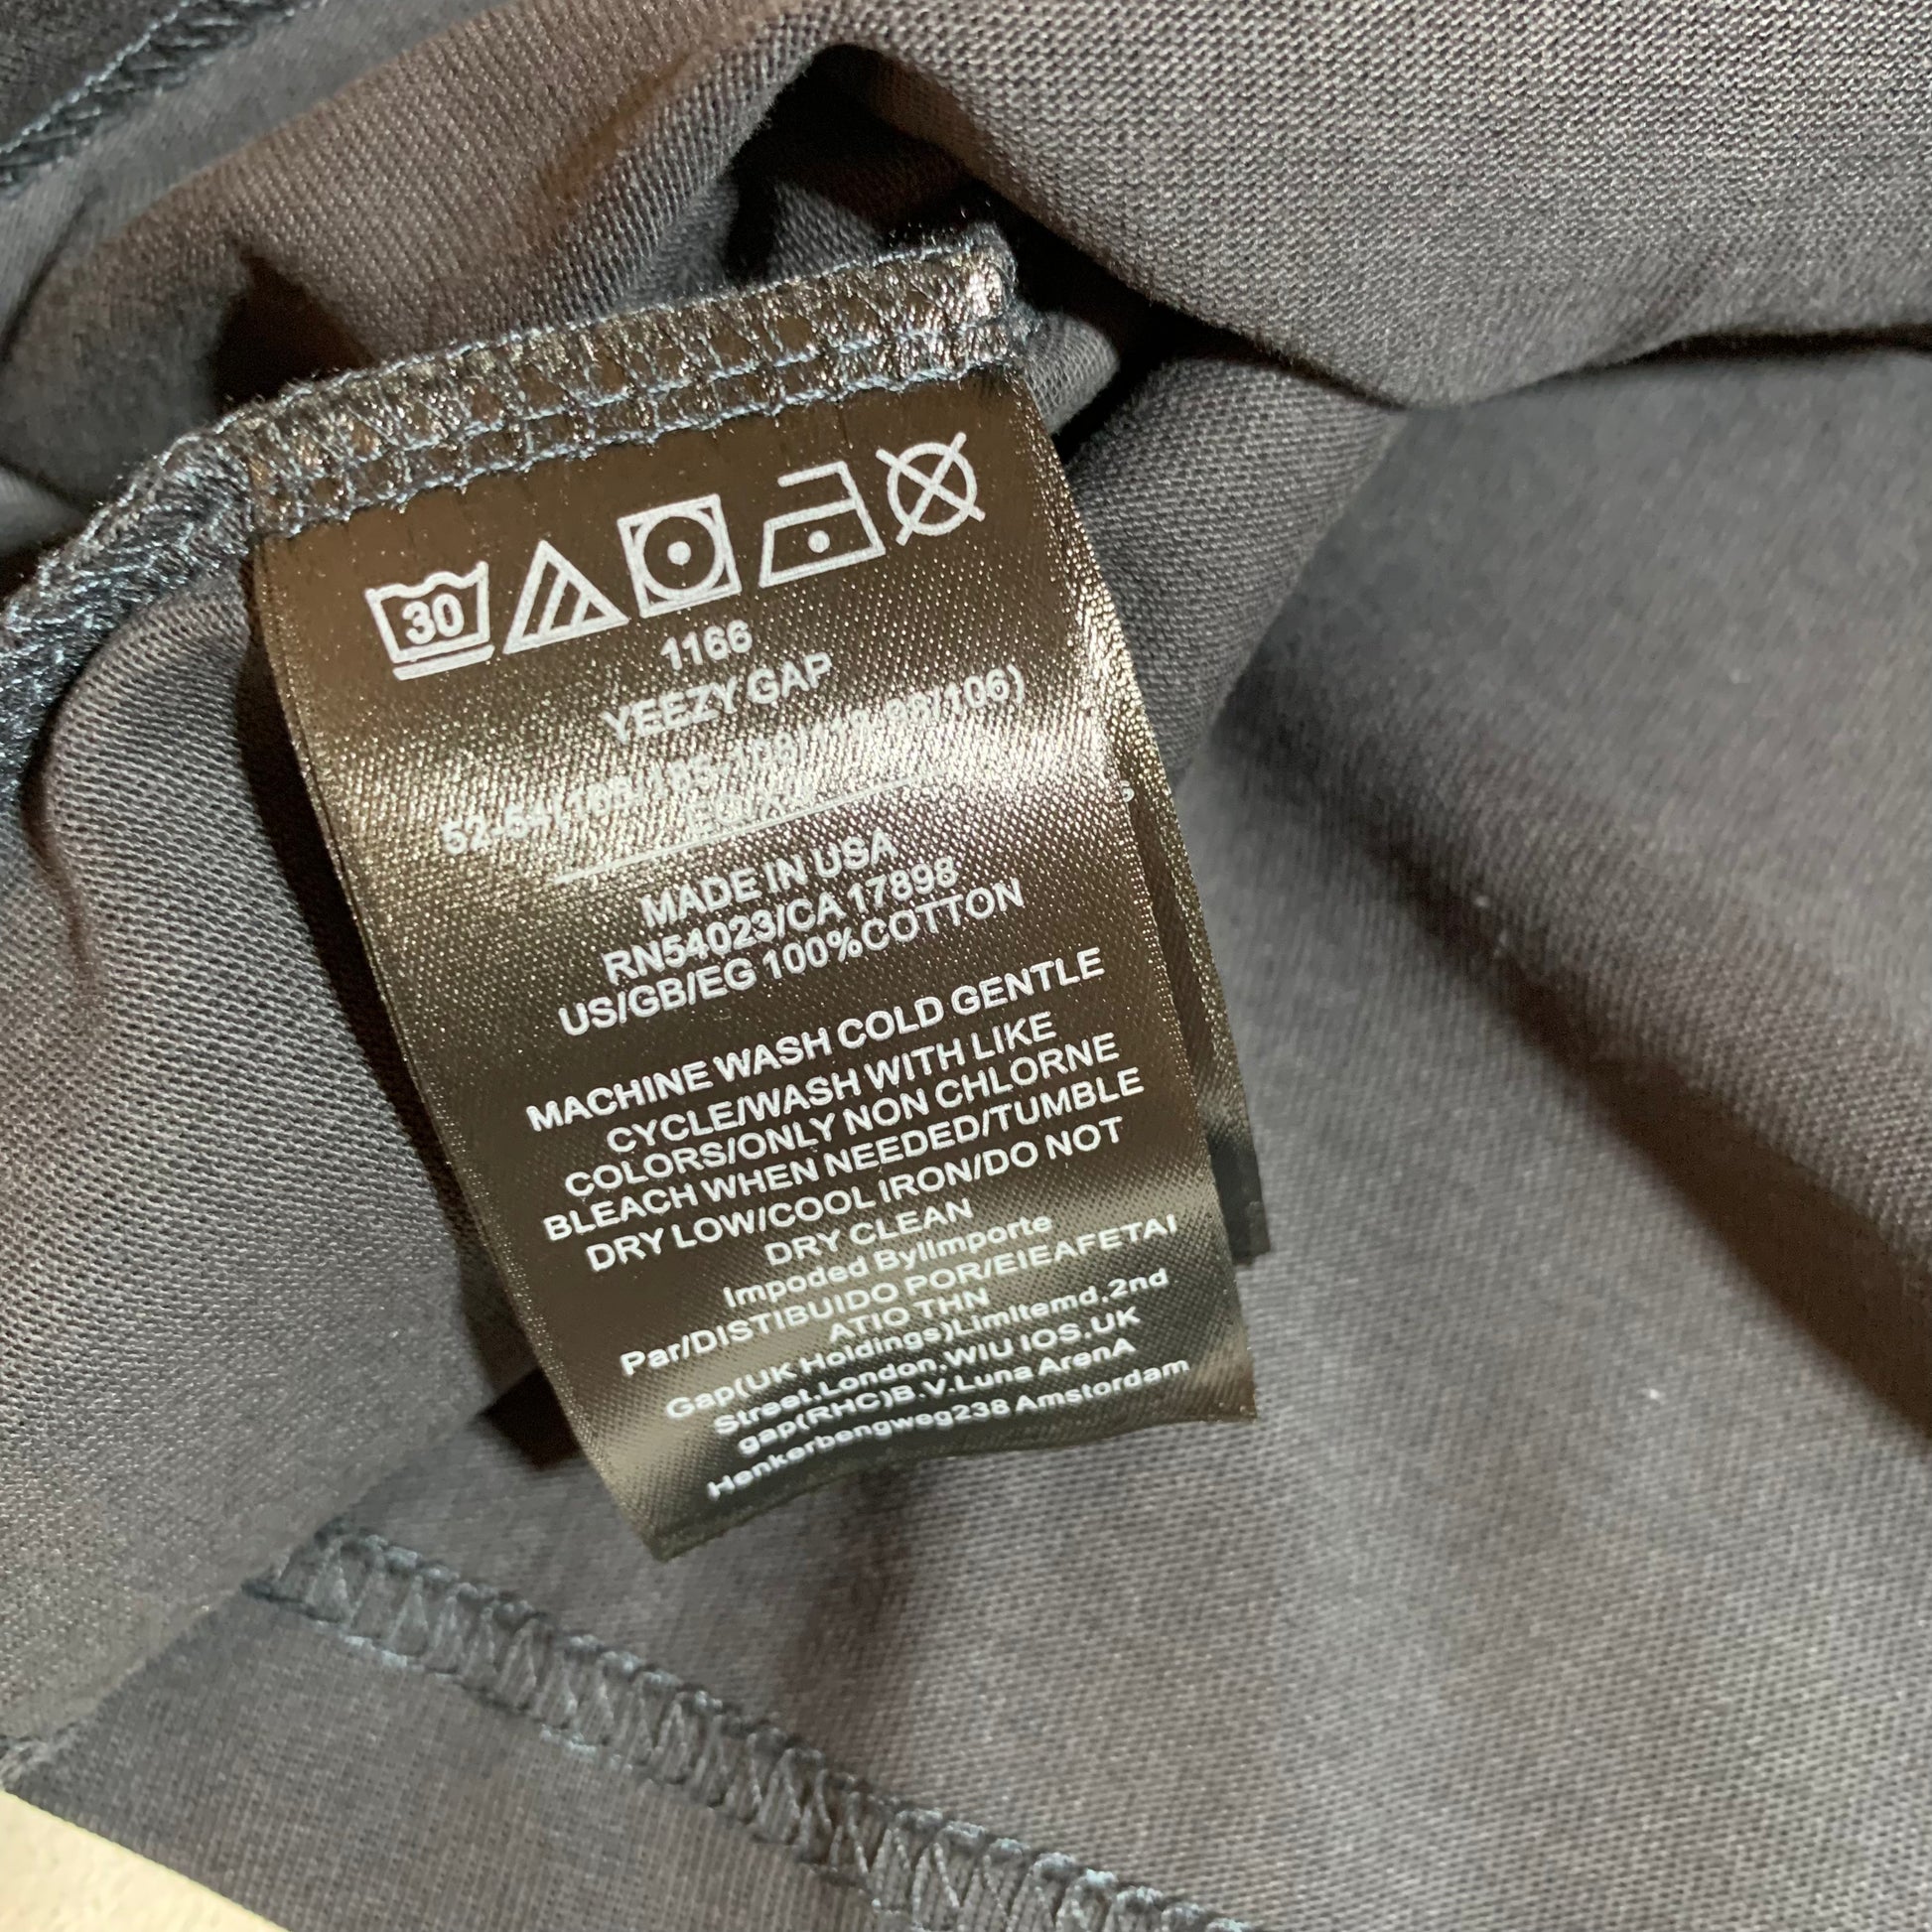 30
1166
YEEZY GAP
MADE IN USA
RN54023/CA 17898
US/GB/EG 100%COTTON
MACHINE WASH COLD GENTLE
CYCLE/WASH WITH LIKE
COLORS/ONLY NON CHLORNE
BLEACH WHEN NEEDED/TUMBLE
DRY LOW/COOL IRON/DO NOT
DRY CLEAN
Impoded ByIImporte
Par/DISTIBUIDO POR/EIEAFETAI
ATIO THN
Gap(UK Holdings)LimItemd,2nd
Street.London,WIU IOS.UK
gap(RHC)B.V.Luna ArenA
Henkerbengweg238 Amstordam